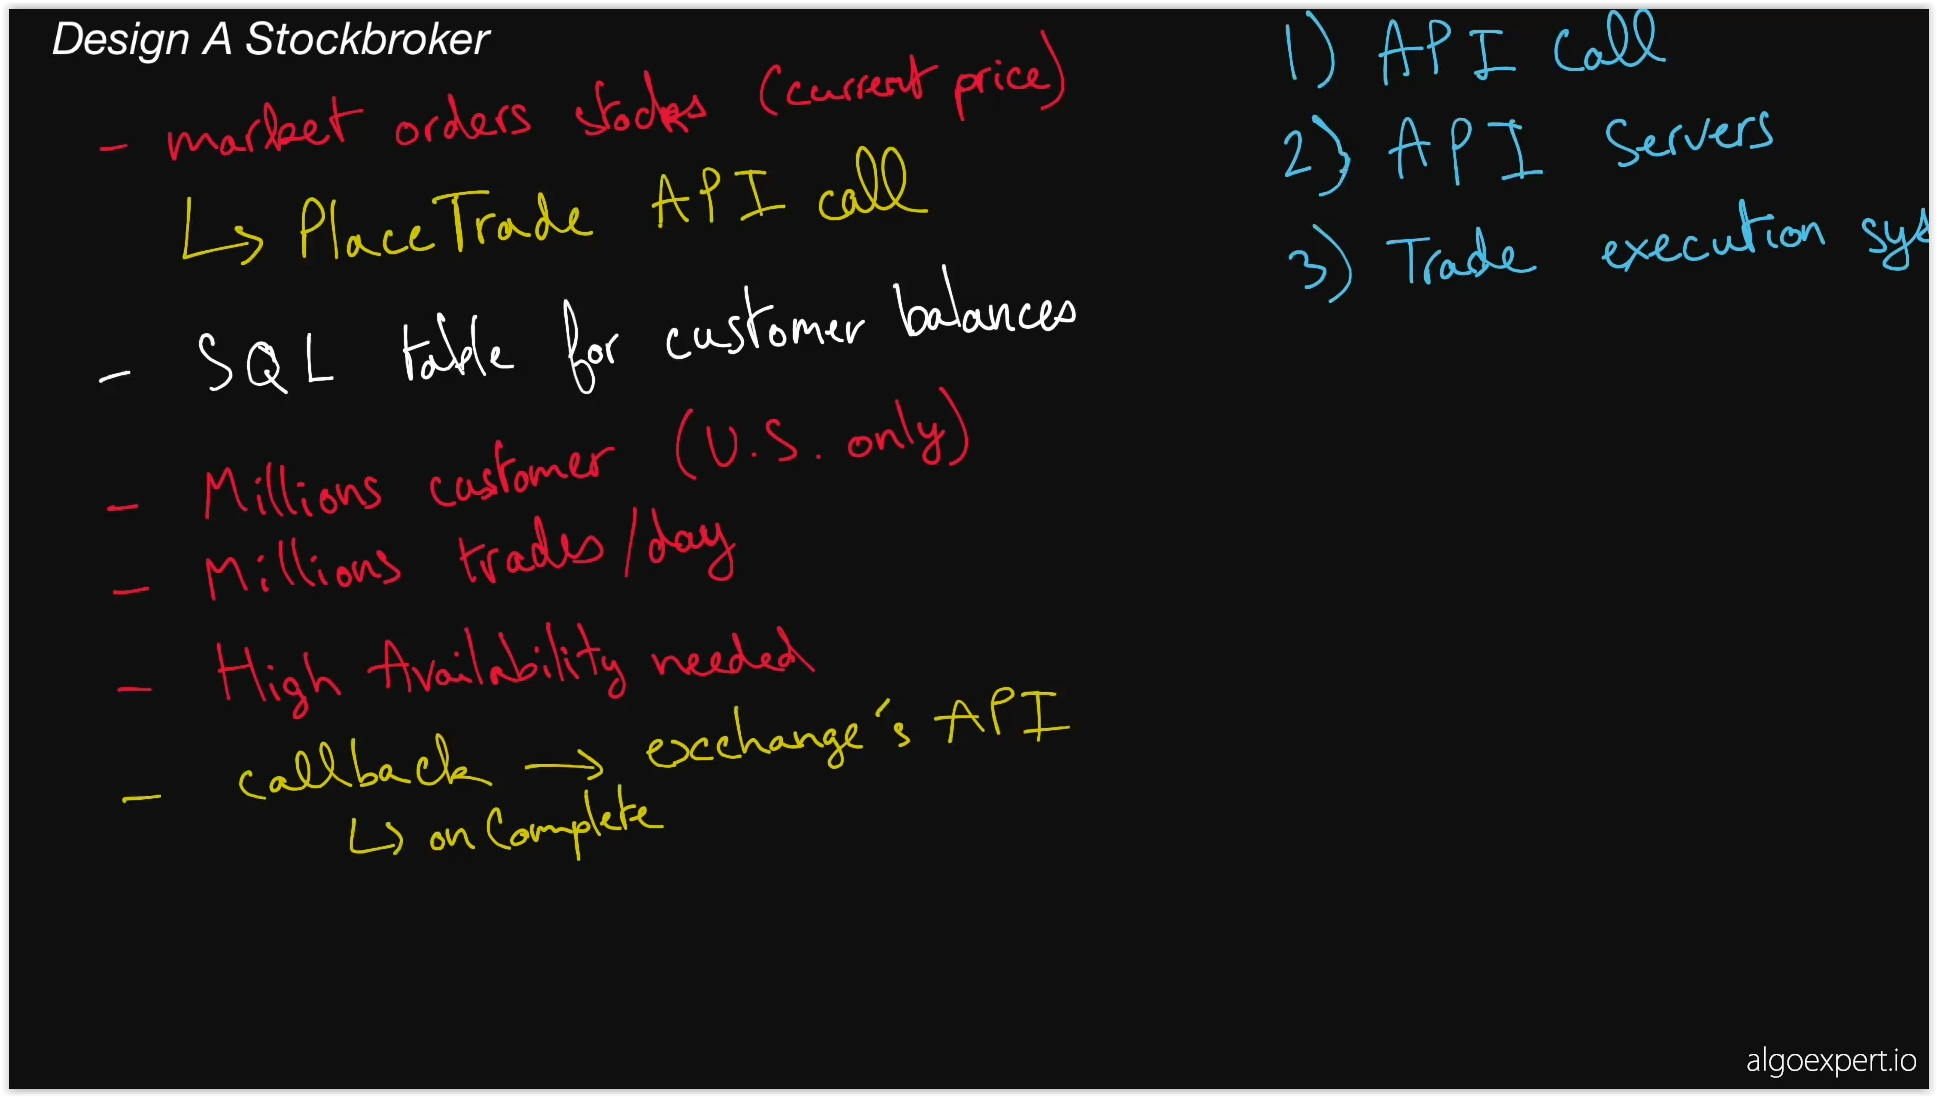 Design A Stockbroker
- market orders stocks (current price)
↳ PlaceTrade API call
- SQL table for customer balances
- Millions customer (U.S. only)
- Millions trades/day
- High Availability needed
- callback → exchange's API
↳ on Complete
1) API Call
2) API Servers
3) Trade execution sys
algoexpert.io